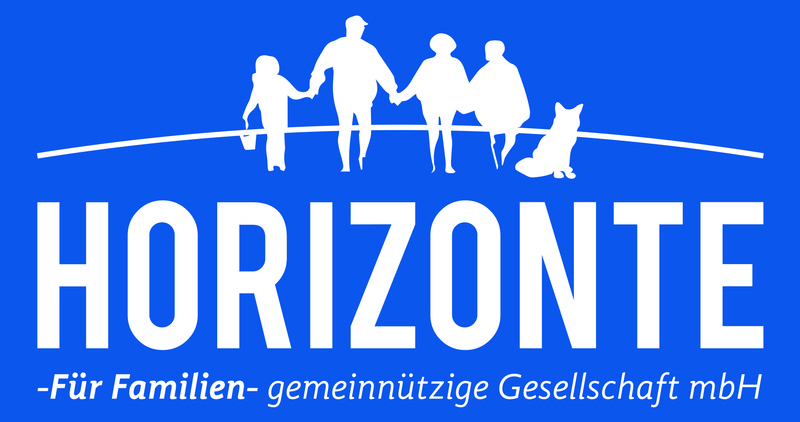 HORIZONTE
-Für Familien- gemeinnützige Gesellschaft mbH